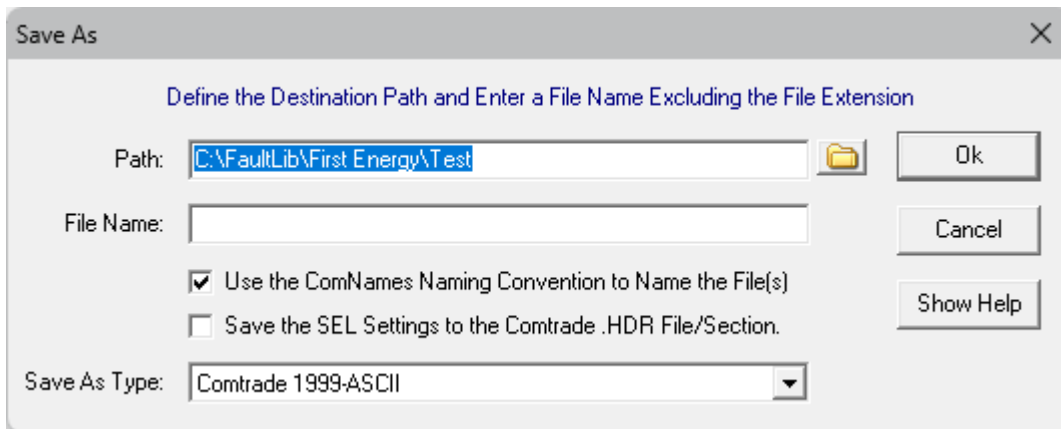 Save As
Define the Destination Path and Enter a File Name Excluding the File Extension
Path: C:\FaultLib\First Energy\Test
Ok
File Name:
Cancel
Use the ComNames Naming Convention to Name the File(s)
Show Help
Save the SEL Settings to the Comtrade .HDR File/Section.
Save As Type: Comtrade 1999-ASCII